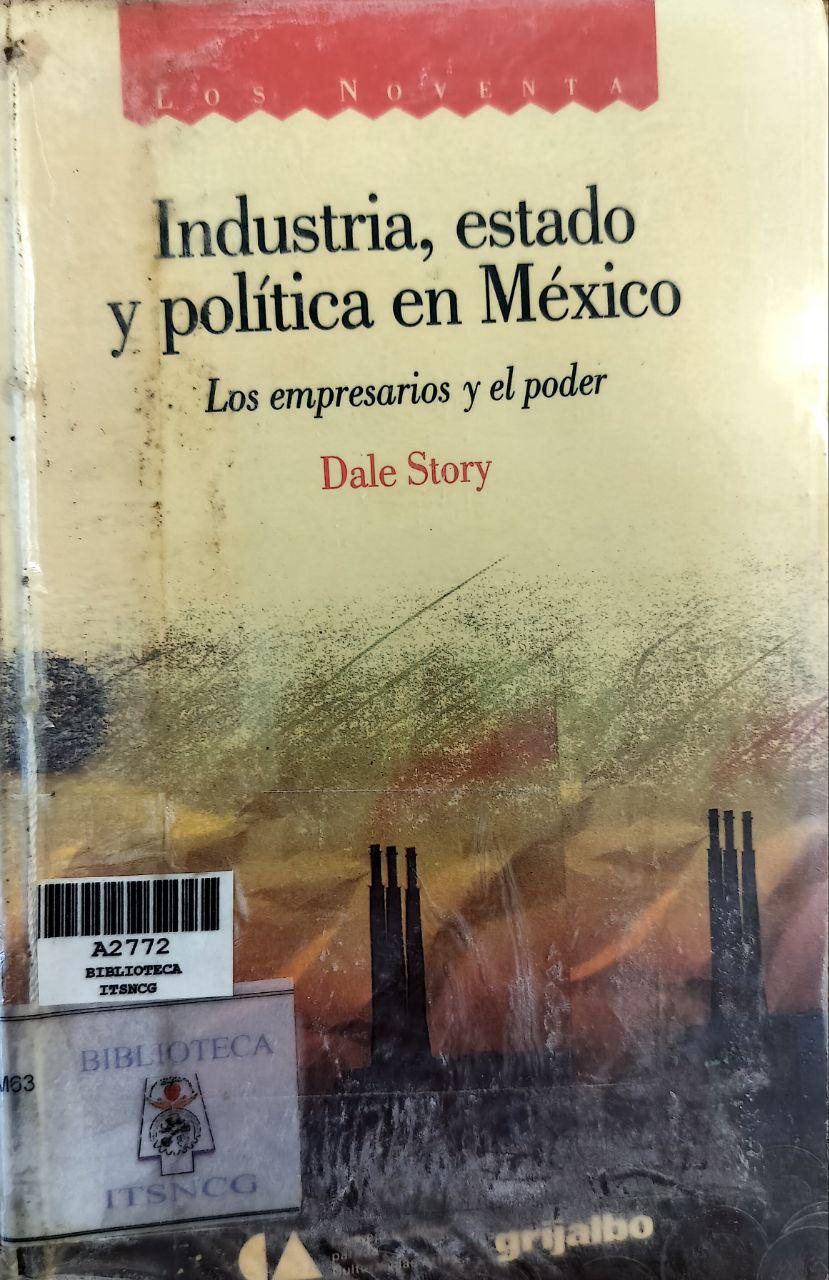 LOS NOVENTA
Industria, estado
y política en México
Los empresarios y el poder
Dale Story
A2772
BIBLIOTECA
ITSNCG
BIBLIOTECA
M63
ITSNCG
CA
grijalbo